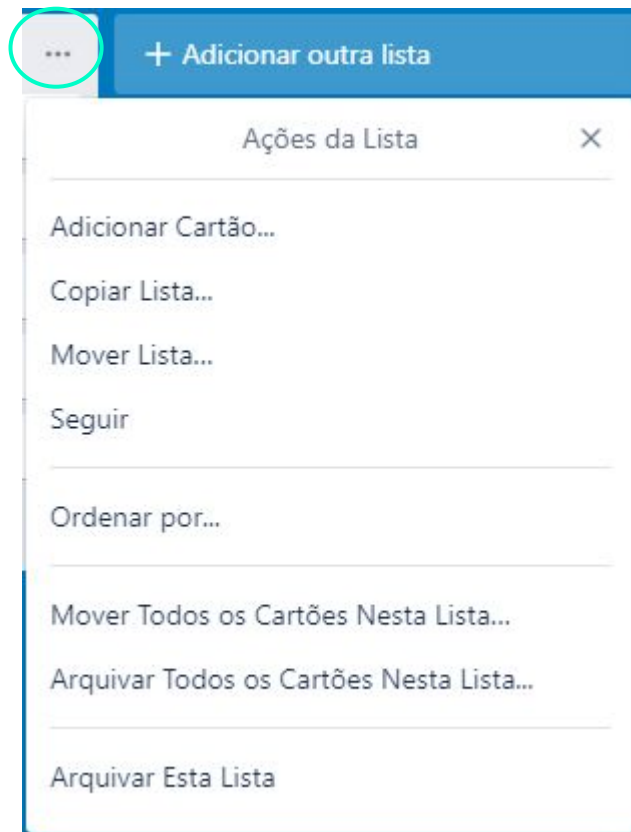 ...
+ Adicionar outra lista
Ações da Lista
Adicionar Cartão...
Copiar Lista...
Mover Lista...
Seguir
Ordenar por...
Mover Todos os Cartões Nesta Lista...
Arquivar Todos os Cartões Nesta Lista...
Arquivar Esta Lista